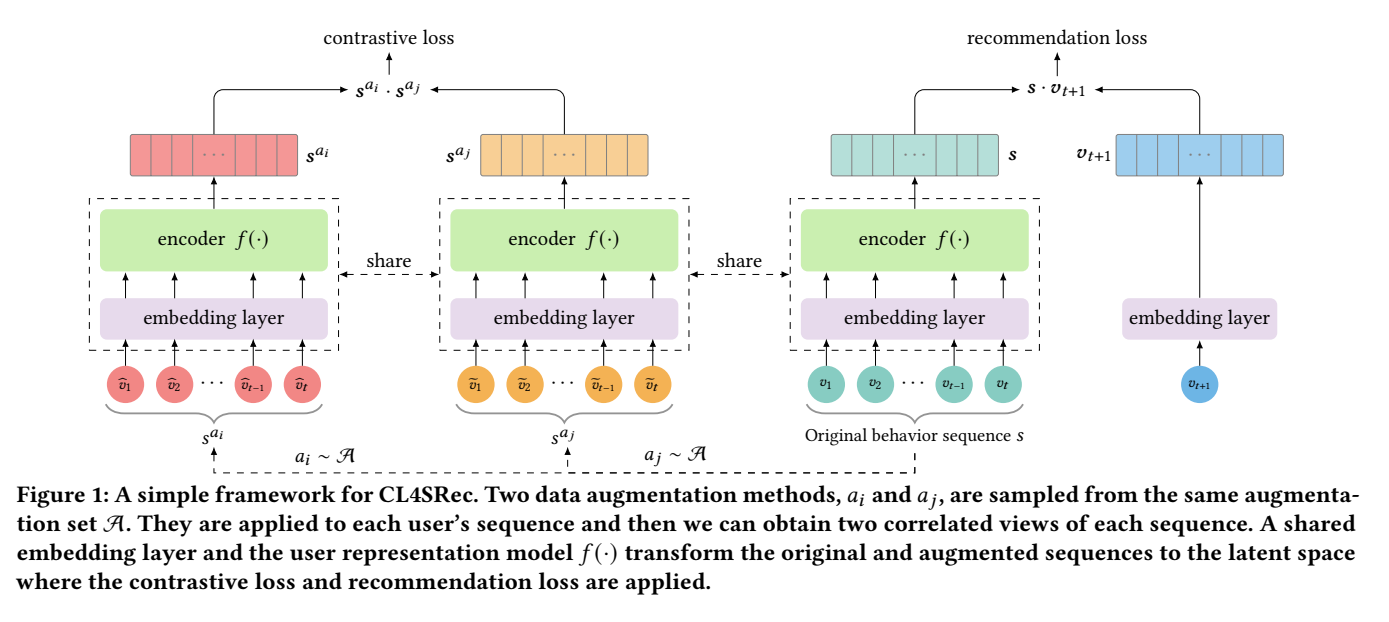 contrastive loss
recommendation loss
s^{a_i} · s^{a_j}
s · v_{t+1}
··· s^{a_i}
s^{a_j} ···
··· s
v_{t+1} ···
encoder f(·)
encoder f(·)
encoder f(·)
share
share
embedding layer
embedding layer
embedding layer
embedding layer
v̂_1 v̂_2 ··· v̂_{t−1} v̂_t
ṽ_1 ṽ_2 ··· ṽ_{t−1} ṽ_t
v_1 v_2 ··· v_{t−1} v_t
v_{t+1}
s^{a_i}
s^{a_j}
Original behavior sequence s
a_i ∼ 𝒜
a_j ∼ 𝒜
Figure 1: A simple framework for CL4SRec. Two data augmentation methods, a_i and a_j, are sampled from the same augmenta-
tion set 𝒜. They are applied to each user's sequence and then we can obtain two correlated views of each sequence. A shared
embedding layer and the user representation model f(·) transform the original and augmented sequences to the latent space
where the contrastive loss and recommendation loss are applied.